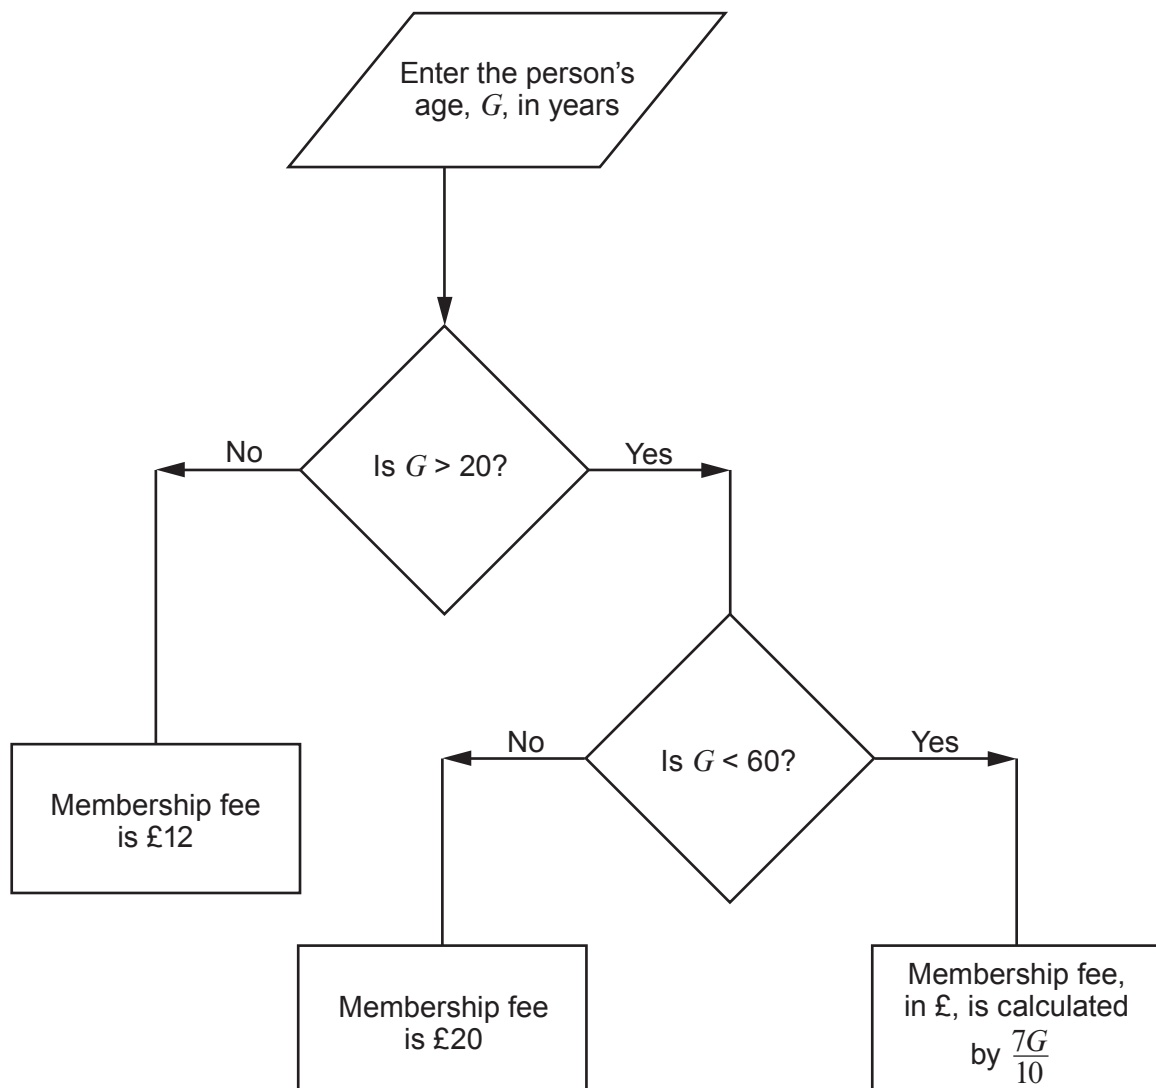 Enter the person's
age, G, in years
No
Is G > 20?
Yes
No
Is G < 60?
Yes
Membership fee
is £12
Membership fee
is £20
Membership fee,
in £, is calculated
by 7G/10